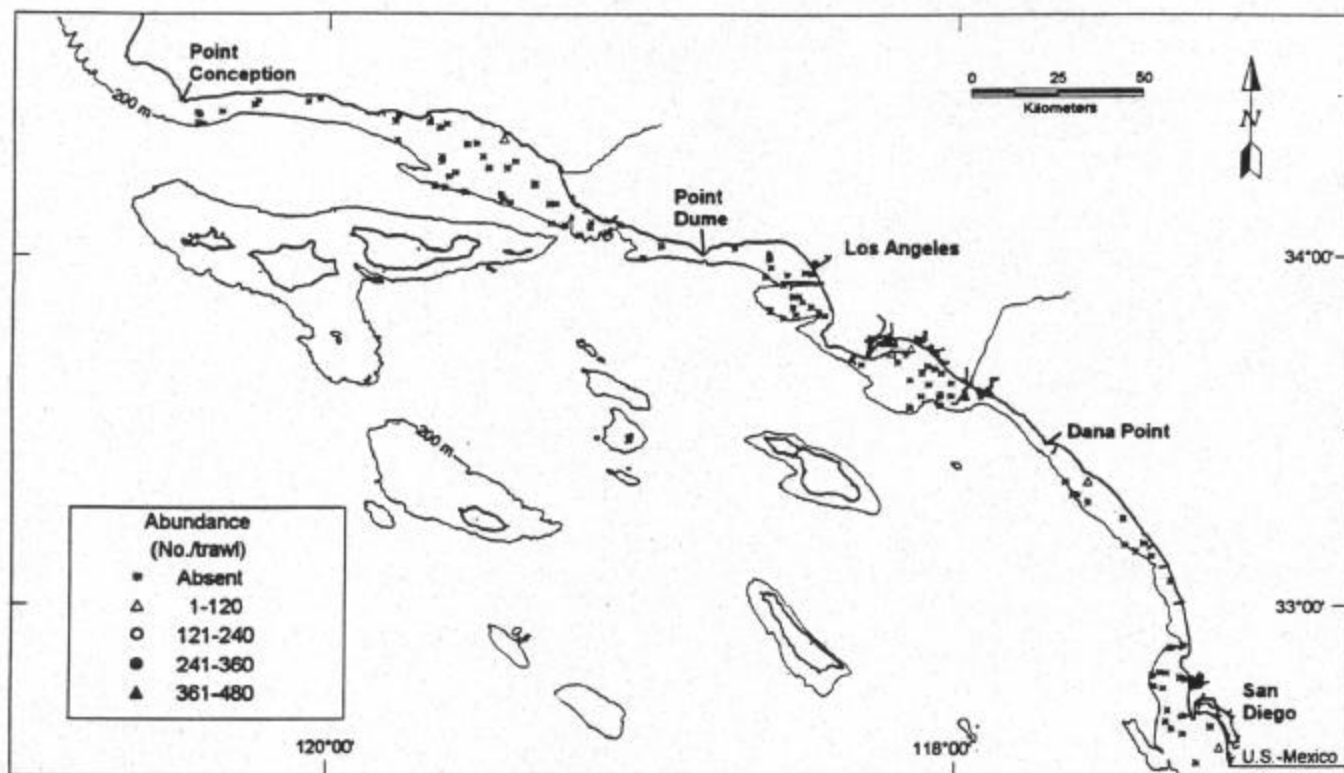 Point
Conception
200 m
0 25 50
Kilometers
N
Point
Dume
Los Angeles
34°00'
200 m
Dana Point
Abundance
(No./trawl)
Absent
1-120
121-240
241-360
361-480
33°00'
San
Diego
120°00'
118°00'
U.S.-Mexico